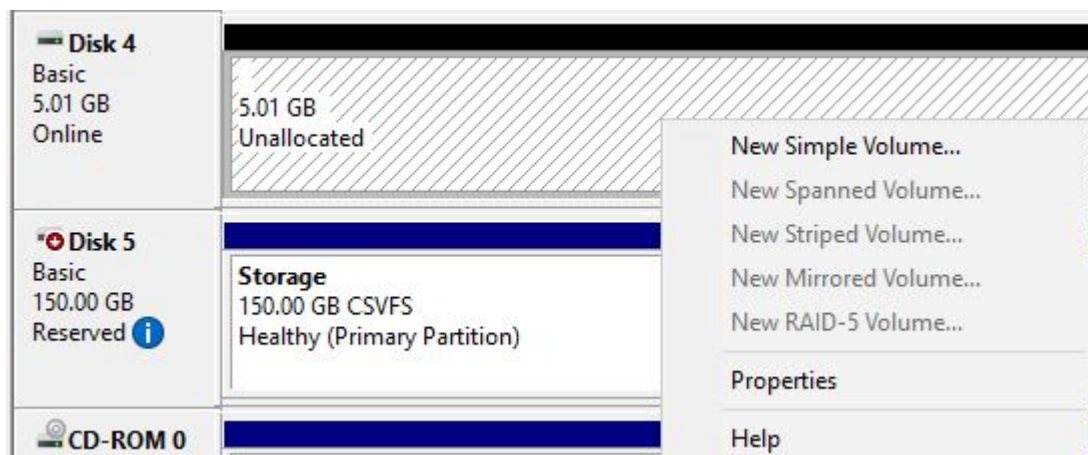 Disk 4
Basic
5.01 GB
Online
5.01 GB
Unallocated
New Simple Volume...
New Spanned Volume...
New Striped Volume...
New Mirrored Volume...
New RAID-5 Volume...
Properties
Help
Disk 5
Basic
150.00 GB
Reserved
Storage
150.00 GB CSVFS
Healthy (Primary Partition)
CD-ROM 0